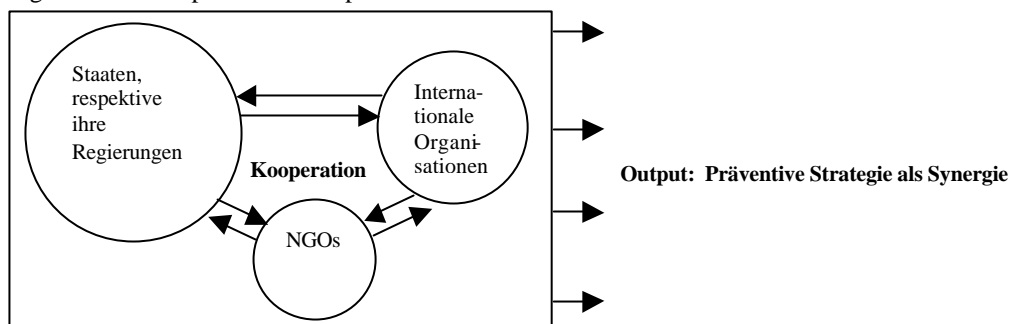 Staaten,
respektive
ihre
Regierungen
Interna-
tionale
Organi-
sationen
Kooperation
Output: Präventive Strategie als Synergie
NGOs